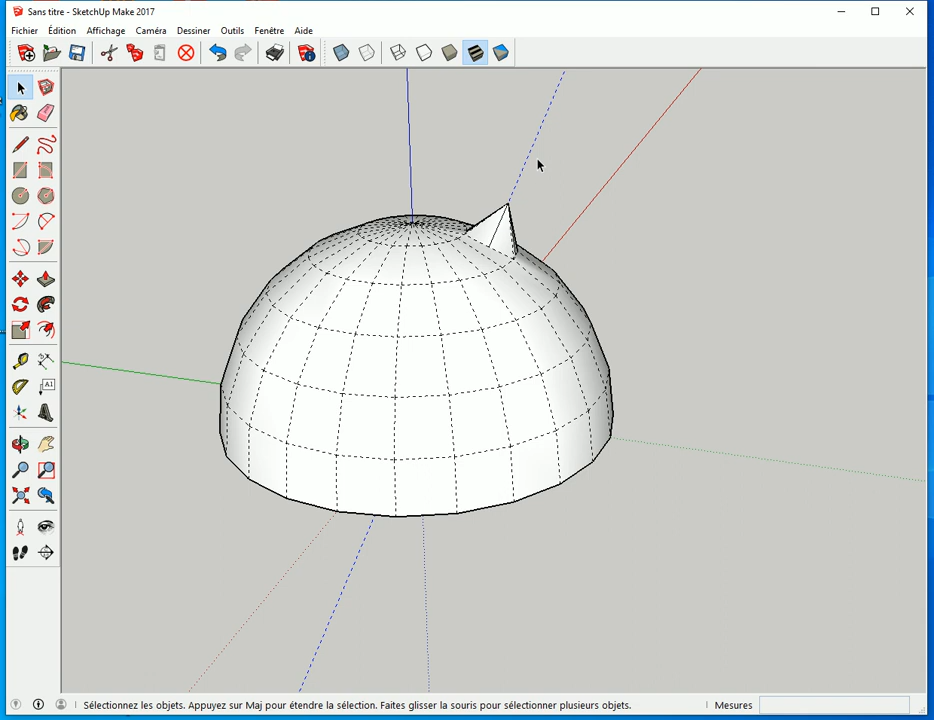 Sans titre - SketchUp Make 2017
Fichier Édition Affichage Caméra Dessiner Outils Fenêtre Aide
A1
Sélectionnez les objets. Appuyez sur Maj pour étendre la sélection. Faites glisser la souris pour sélectionner plusieurs objets. Mesures